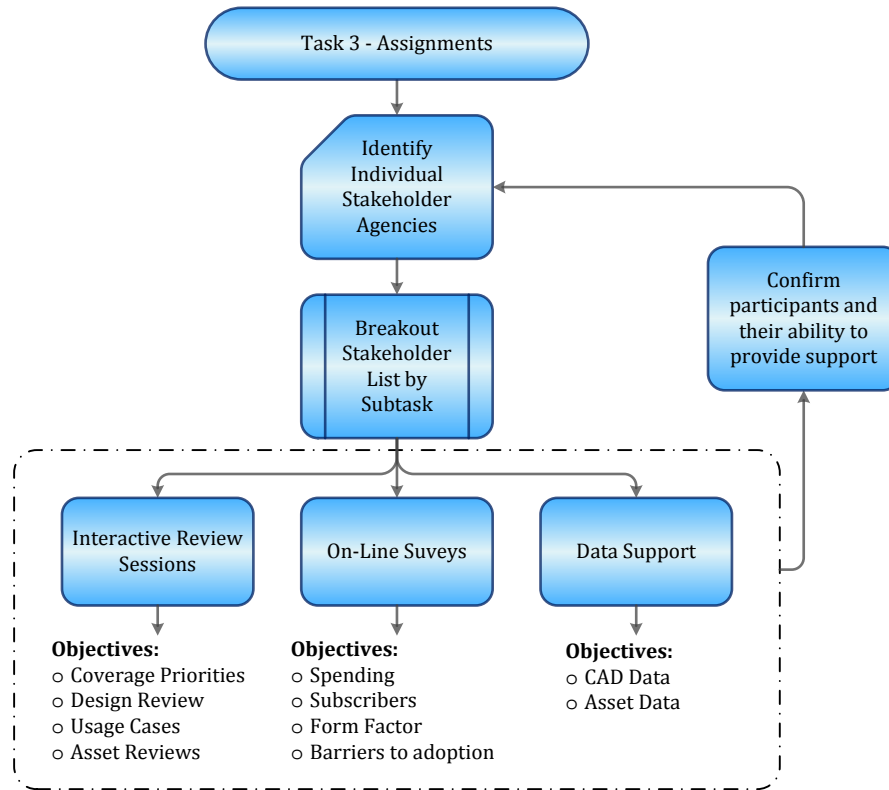 Task 3 - Assignments
Identify
Individual
Stakeholder
Agencies
Confirm
participants and
their ability to
provide support
Breakout
Stakeholder
List by
Subtask
Interactive Review
Sessions
On-Line Suveys
Data Support
Objectives:
o Coverage Priorities
o Design Review
o Usage Cases
o Asset Reviews
Objectives:
o Spending
o Subscribers
o Form Factor
o Barriers to adoption
Objectives:
o CAD Data
o Asset Data